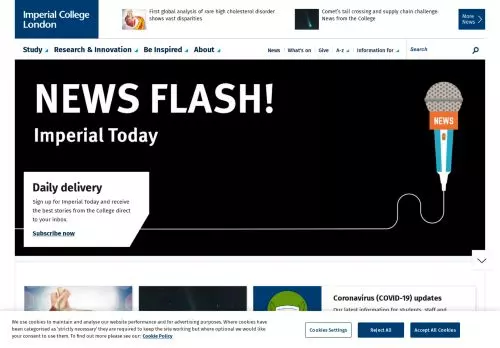 Imperial College
London
First global analysis of rare high cholesterol disorder
shows vast disparities
Comet's tail crossing and supply chain challenge:
News from the College
More
News >
Study
Research & Innovation
Be Inspired
About
News
What's on
Give
A-z
Information for
Search
NEWS FLASH!
Imperial Today
NEWS
Daily delivery
Sign up for Imperial Today and receive
the best stories from the College direct
to your inbox.
Subscribe now
Coronavirus (COVID-19) updates
Our latest information for students, staff and
We use cookies to maintain and analyse our website performance and for advertising purposes. Where cookies have
been categorised as 'strictly necessary' they are required to keep the site working but where optional we would like
your consent to use them. To find out more please see our: Cookie Policy
Cookies Settings
Reject All
Accept All Cookies